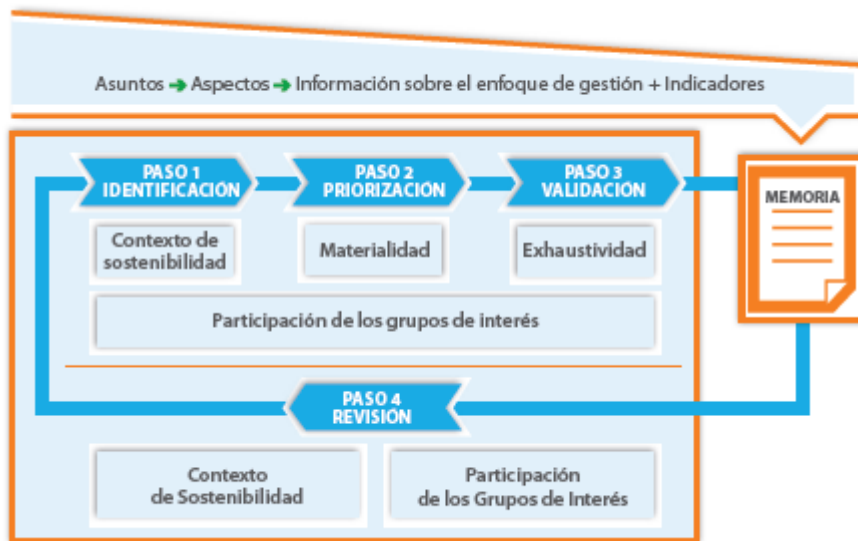 Asuntos → Aspectos → Información sobre el enfoque de gestión + Indicadores
PASO 1
IDENTIFICACIÓN
PASO 2
PRIORIZACIÓN
PASO 3
VALIDACIÓN
MEMORIA
Contexto de
sostenibilidad
Materialidad
Exhaustividad
Participación de los grupos de interés
PASO 4
REVISIÓN
Contexto
de Sostenibilidad
Participación
de los Grupos de Interés